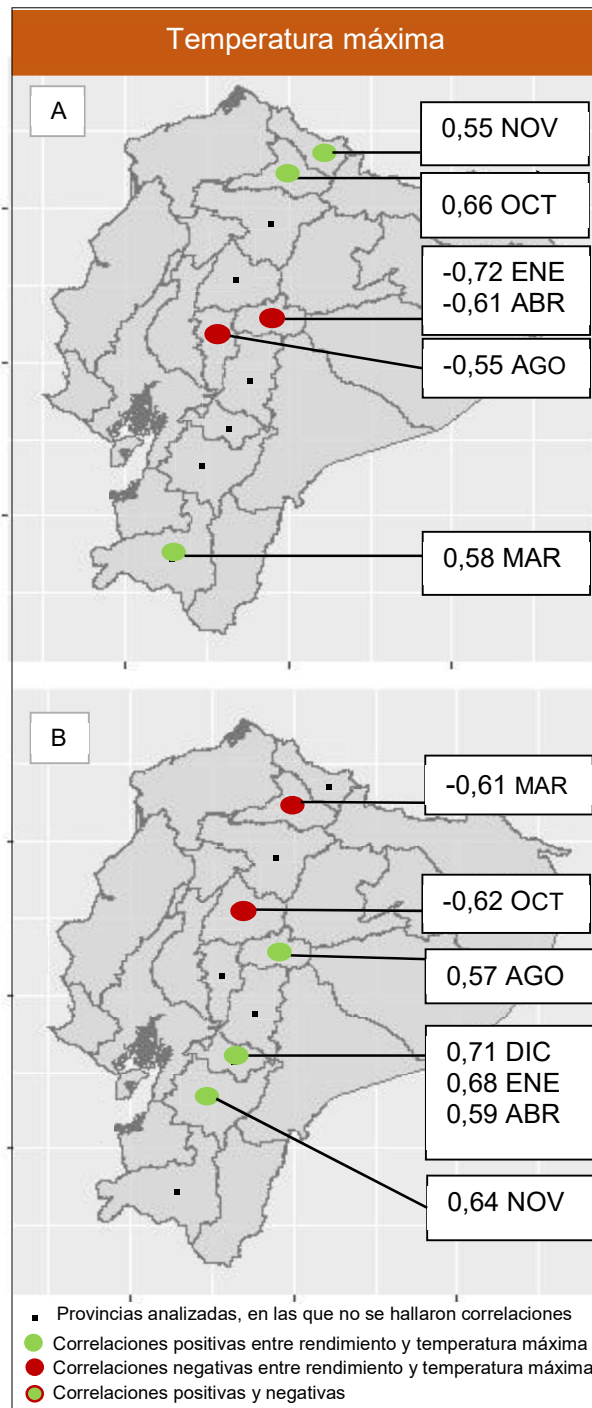 Temperatura máxima
A
0,55 NOV
0,66 OCT
-0,72 ENE
-0,61 ABR
-0,55 AGO
0,58 MAR
B
-0,61 MAR
-0,62 OCT
0,57 AGO
0,71 DIC
0,68 ENE
0,59 ABR
0,64 NOV
Provincias analizadas, en las que no se hallaron correlaciones
Correlaciones positivas entre rendimiento y temperatura máxima
Correlaciones negativas entre rendimiento y temperatura máxima
Correlaciones positivas y negativas